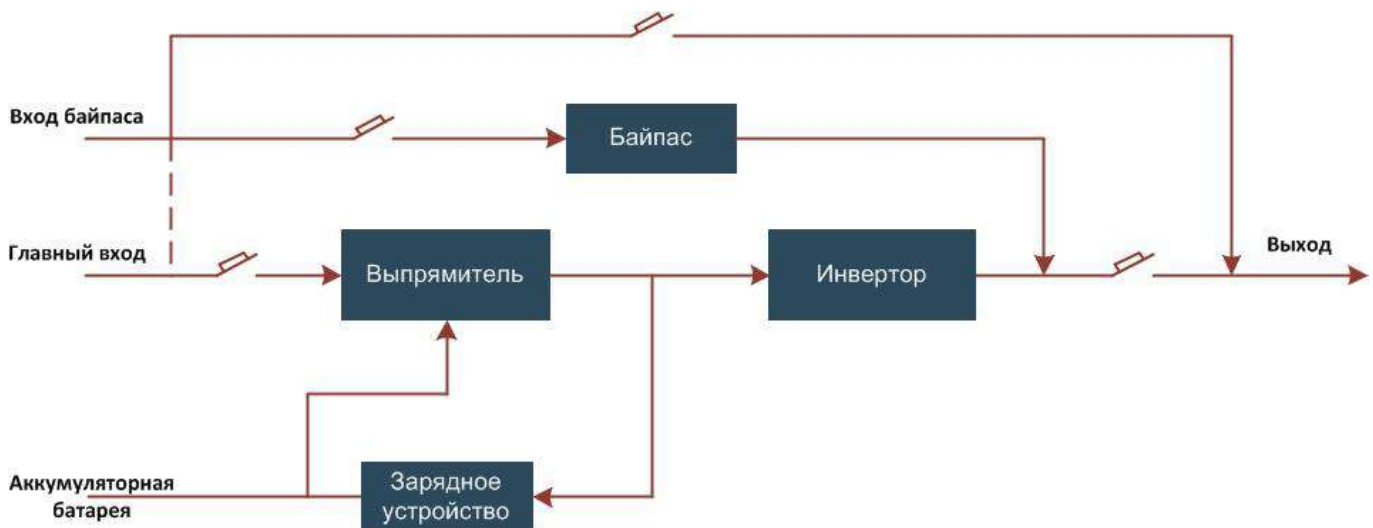 Вход байпаса
Байпас
Главный вход
Выпрямитель
Инвертор
Выход
Аккумуляторная
батарея
Зарядное
устройство